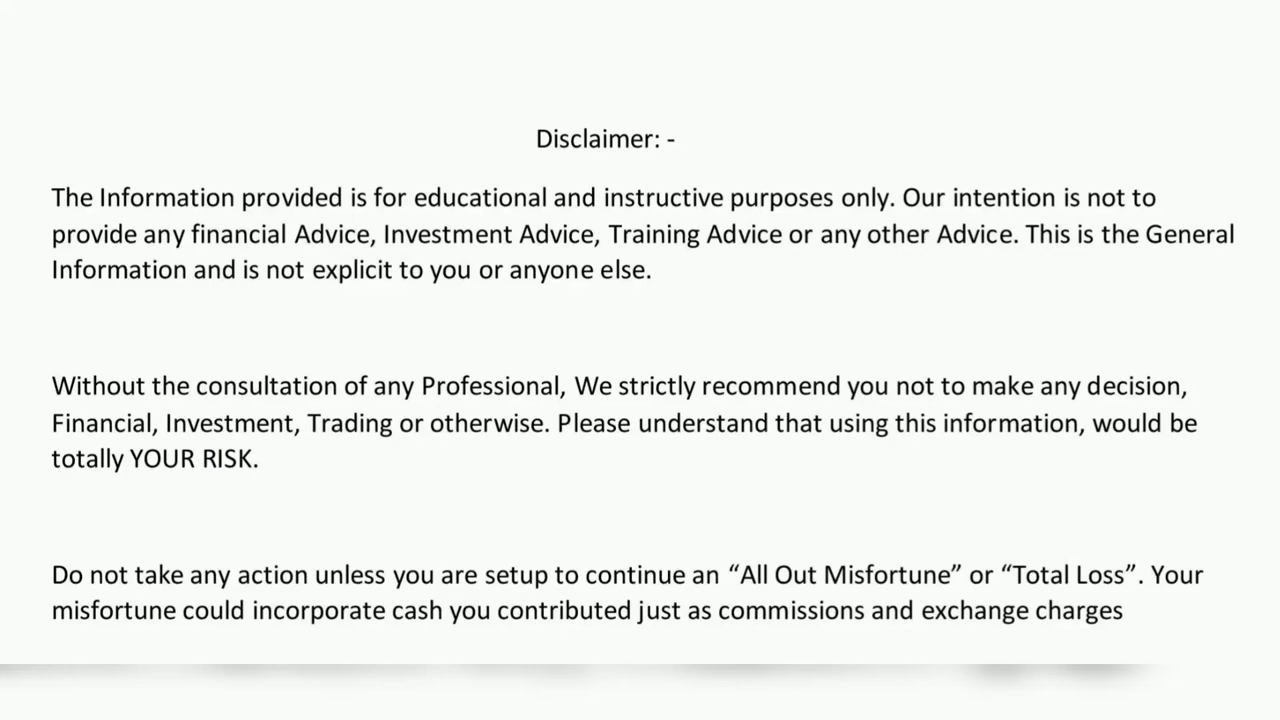 Disclaimer: -
The Information provided is for educational and instructive purposes only. Our intention is not to
provide any financial Advice, Investment Advice, Training Advice or any other Advice. This is the General
Information and is not explicit to you or anyone else.
Without the consultation of any Professional, We strictly recommend you not to make any decision,
Financial, Investment, Trading or otherwise. Please understand that using this information, would be
totally YOUR RISK.
Do not take any action unless you are setup to continue an “All Out Misfortune” or “Total Loss”. Your
misfortune could incorporate cash you contributed just as commissions and exchange charges